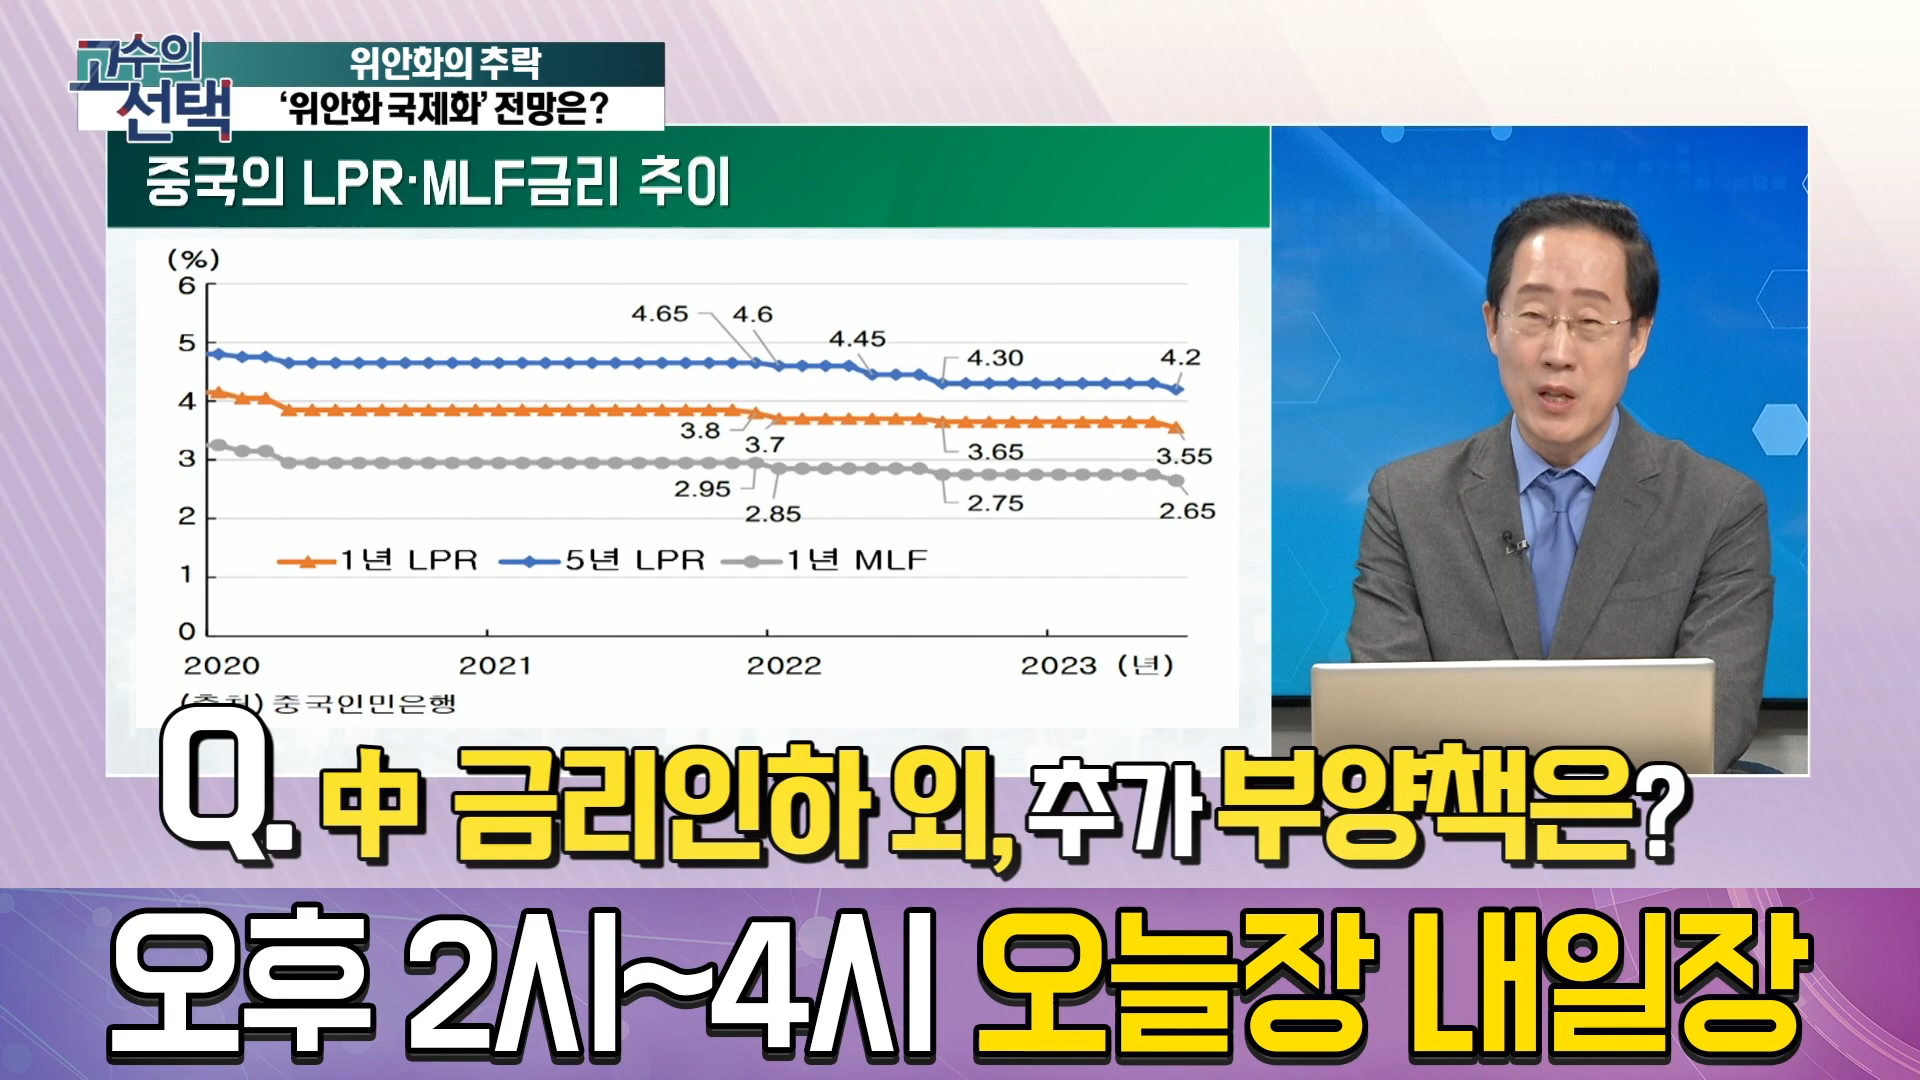 고수의
선택
위안화의 추락
‘위안화 국제화’ 전망은?
중국의 LPR·MLF금리 추이
(%)
6
5
4
3
2
1
0
4.65
4.6
4.45
4.30
4.2
3.8
3.7
3.65
3.55
2.95
2.85
2.75
2.65
1년 LPR 5년 LPR 1년 MLF
2020 2021 2022 2023 (년)
중국인민은행
Q. 中 금리인하 외, 추가 부양책은?
오후 2시~4시 오늘장 내일장